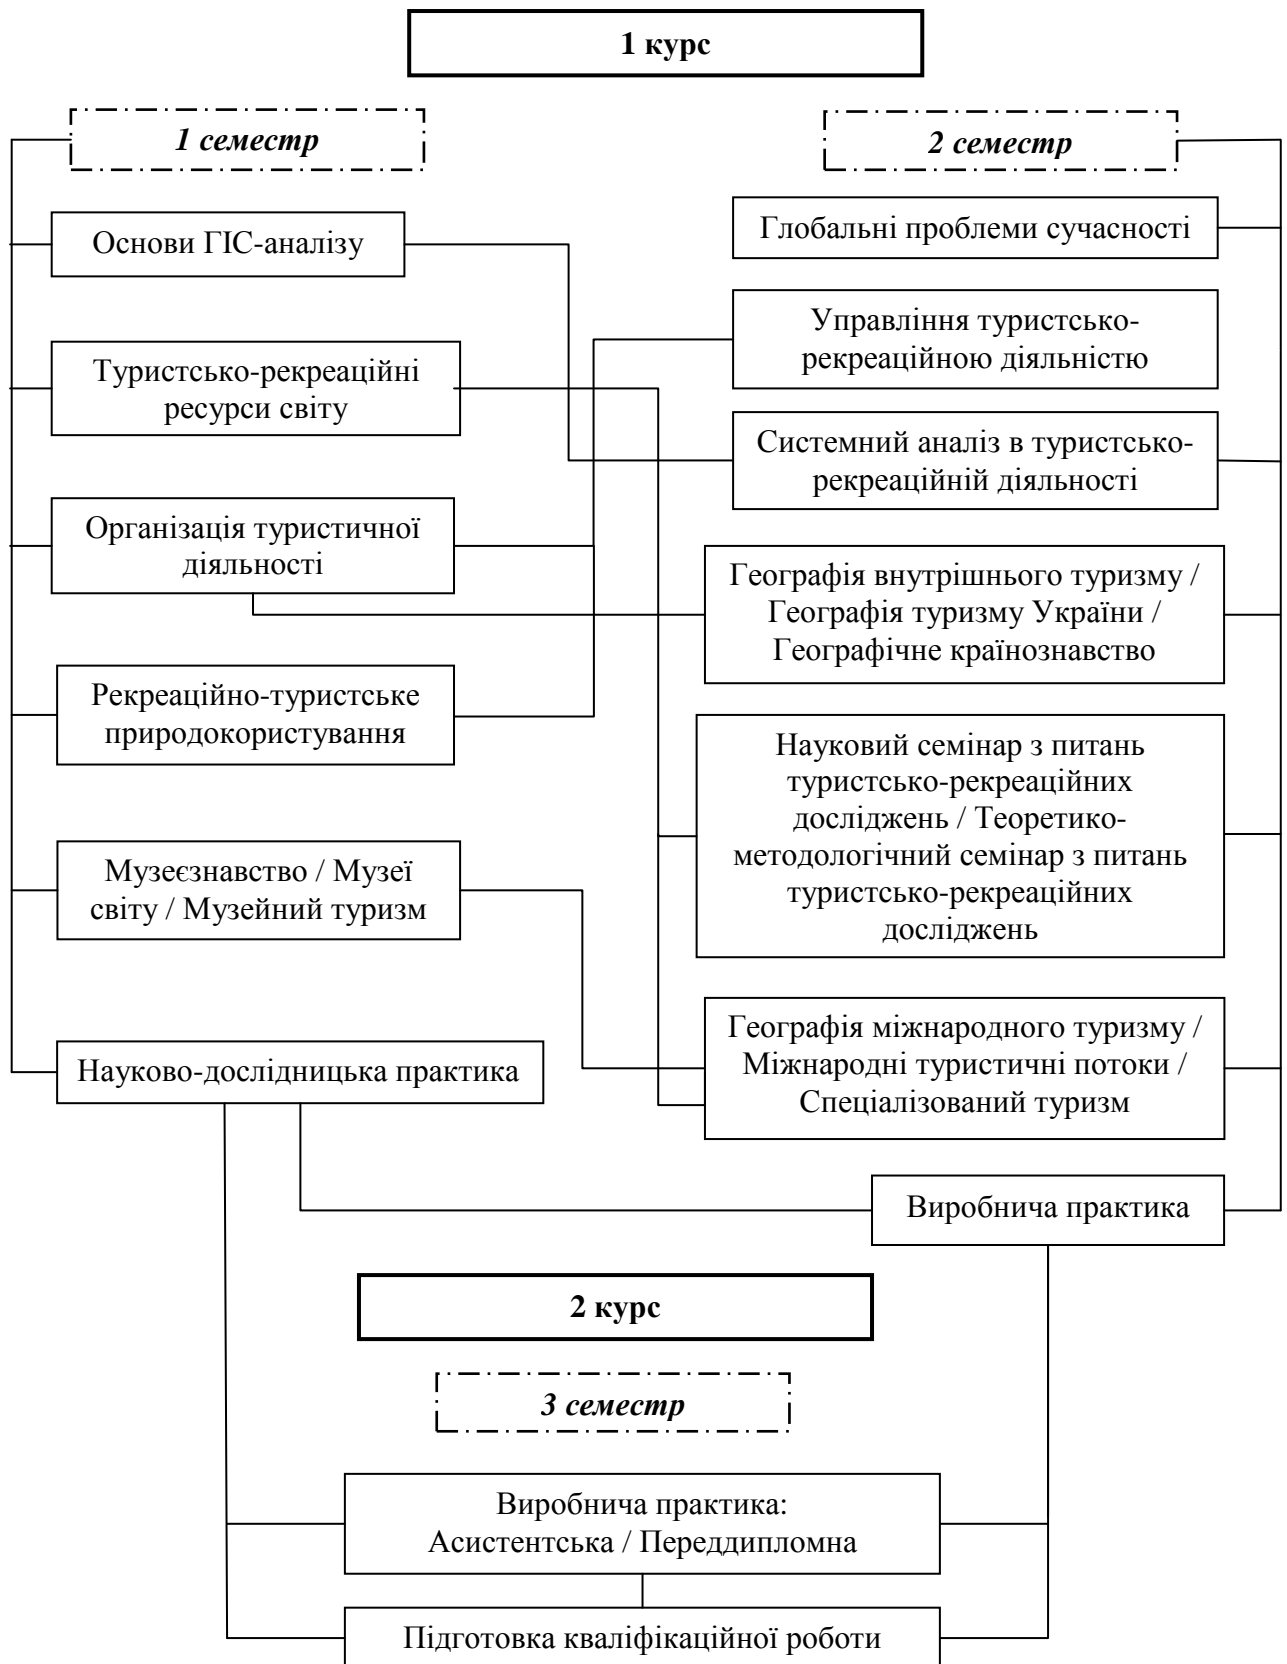 1 курс
1 семестр
Основи ГІС-аналізу
Туристсько-рекреаційні
ресурси світу
Організація туристичної
діяльності
Рекреаційно-туристське
природокористування
Музеєзнавство / Музеї
світу / Музейний туризм
Науково-дослідницька практика
2 семестр
Глобальні проблеми сучасності
Управління туристсько-
рекреаційною діяльністю
Системний аналіз в туристсько-
рекреаційній діяльності
Географія внутрішнього туризму /
Географія туризму України /
Географічне країнознавство
Науковий семінар з питань
туристсько-рекреаційних
досліджень / Теоретико-
методологічний семінар з питань
туристсько-рекреаційних
досліджень
Географія міжнародного туризму /
Міжнародні туристичні потоки /
Спеціалізований туризм
Виробнича практика
2 курс
3 семестр
Виробнича практика:
Асистентська / Переддипломна
Підготовка кваліфікаційної роботи